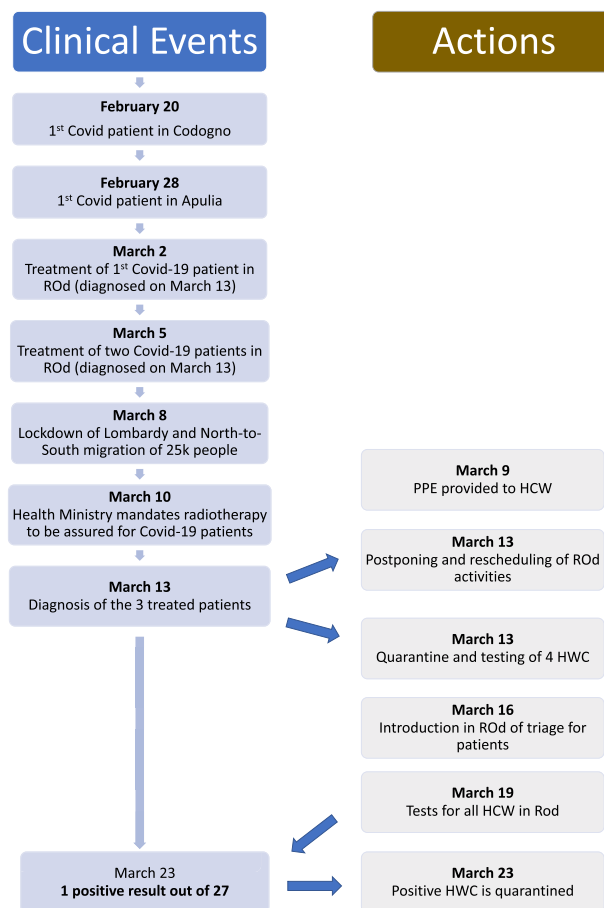 Clinical Events
February 20
1st Covid patient in Codogno
February 28
1st Covid patient in Apulia
March 2
Treatment of 1st Covid-19 patient in
ROd (diagnosed on March 13)
March 5
Treatment of two Covid-19 patients in
ROd (diagnosed on March 13)
March 8
Lockdown of Lombardy and North-to-
South migration of 25k people
March 10
Health Ministry mandates radiotherapy
to be assured for Covid-19 patients
March 13
Diagnosis of the 3 treated patients
March 23
1 positive result out of 27
Actions
March 9
PPE provided to HCW
March 13
Postponing and rescheduling of ROd
activities
March 13
Quarantine and testing of 4 HWC
March 16
Introduction in ROd of triage for
patients
March 19
Tests for all HCW in Rod
March 23
Positive HWC is quarantined